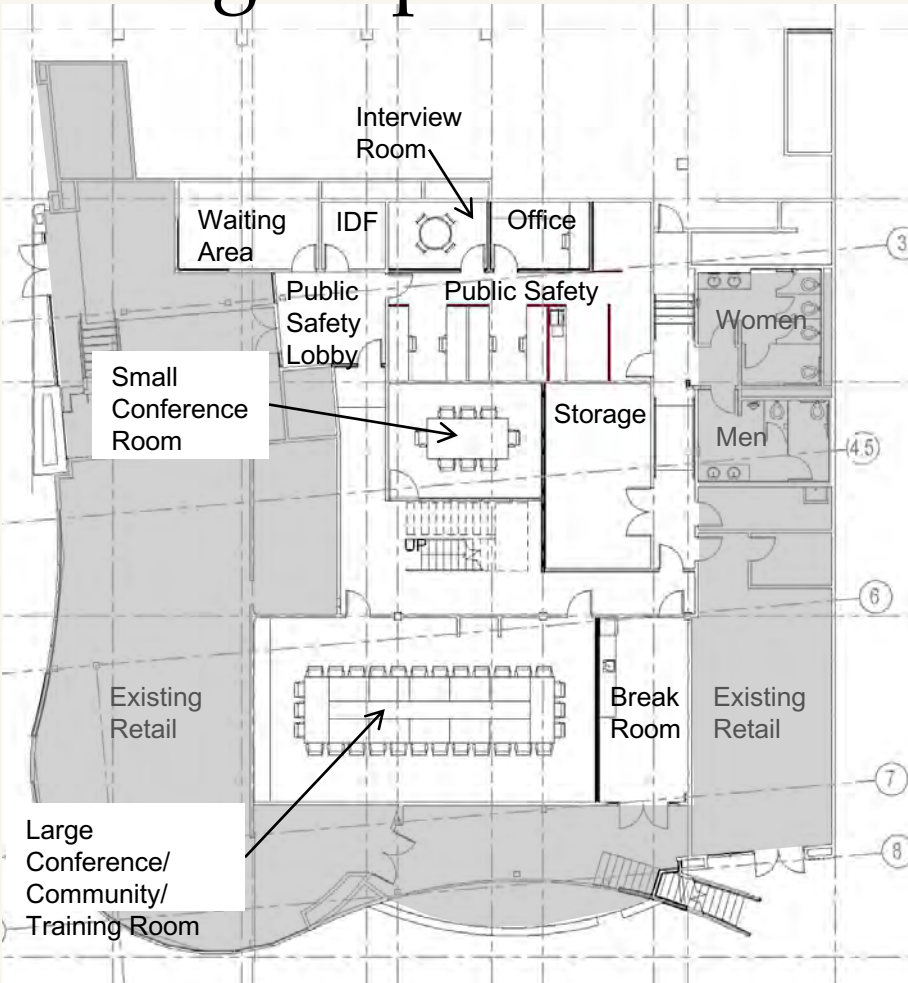 Interview
Room
Waiting
Area
IDF
Office
3
Public
Safety
Lobby
Public Safety
Women
Small
Conference
Room
Storage
Men
4.5
UP
6
Existing
Retail
Break
Room
Existing
Retail
7
Large
Conference/
Community/
Training Room
8